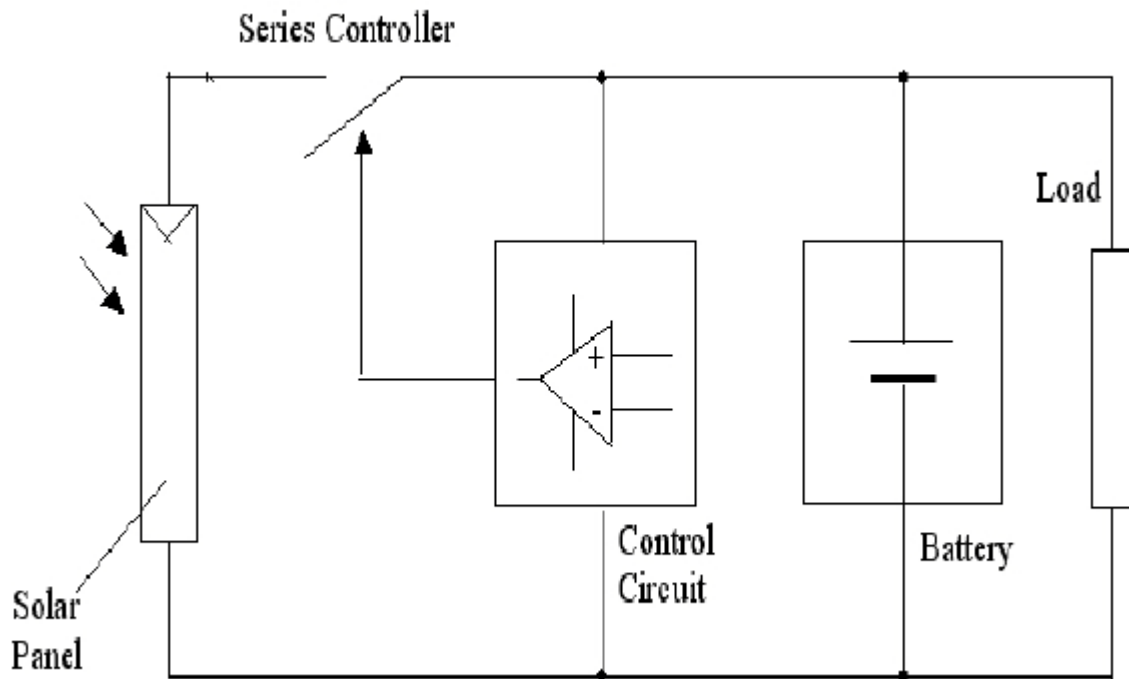 Series Controller
Load
+
-
Control
Circuit
Battery
Solar
Panel